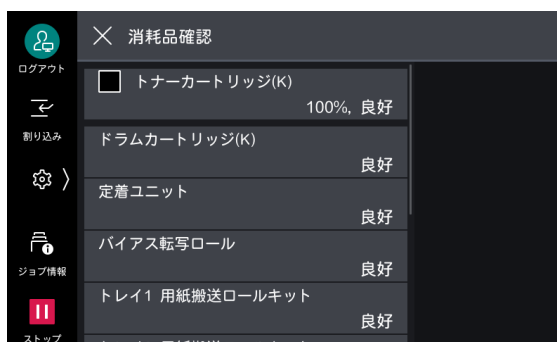 消耗品確認
ログアウト
割り込み
ジョブ情報
ストップ
トナーカートリッジ(K)
100%, 良好
ドラムカートリッジ(K)
良好
定着ユニット
良好
バイアス転写ロール
良好
トレイ1 用紙搬送ロールキット
良好